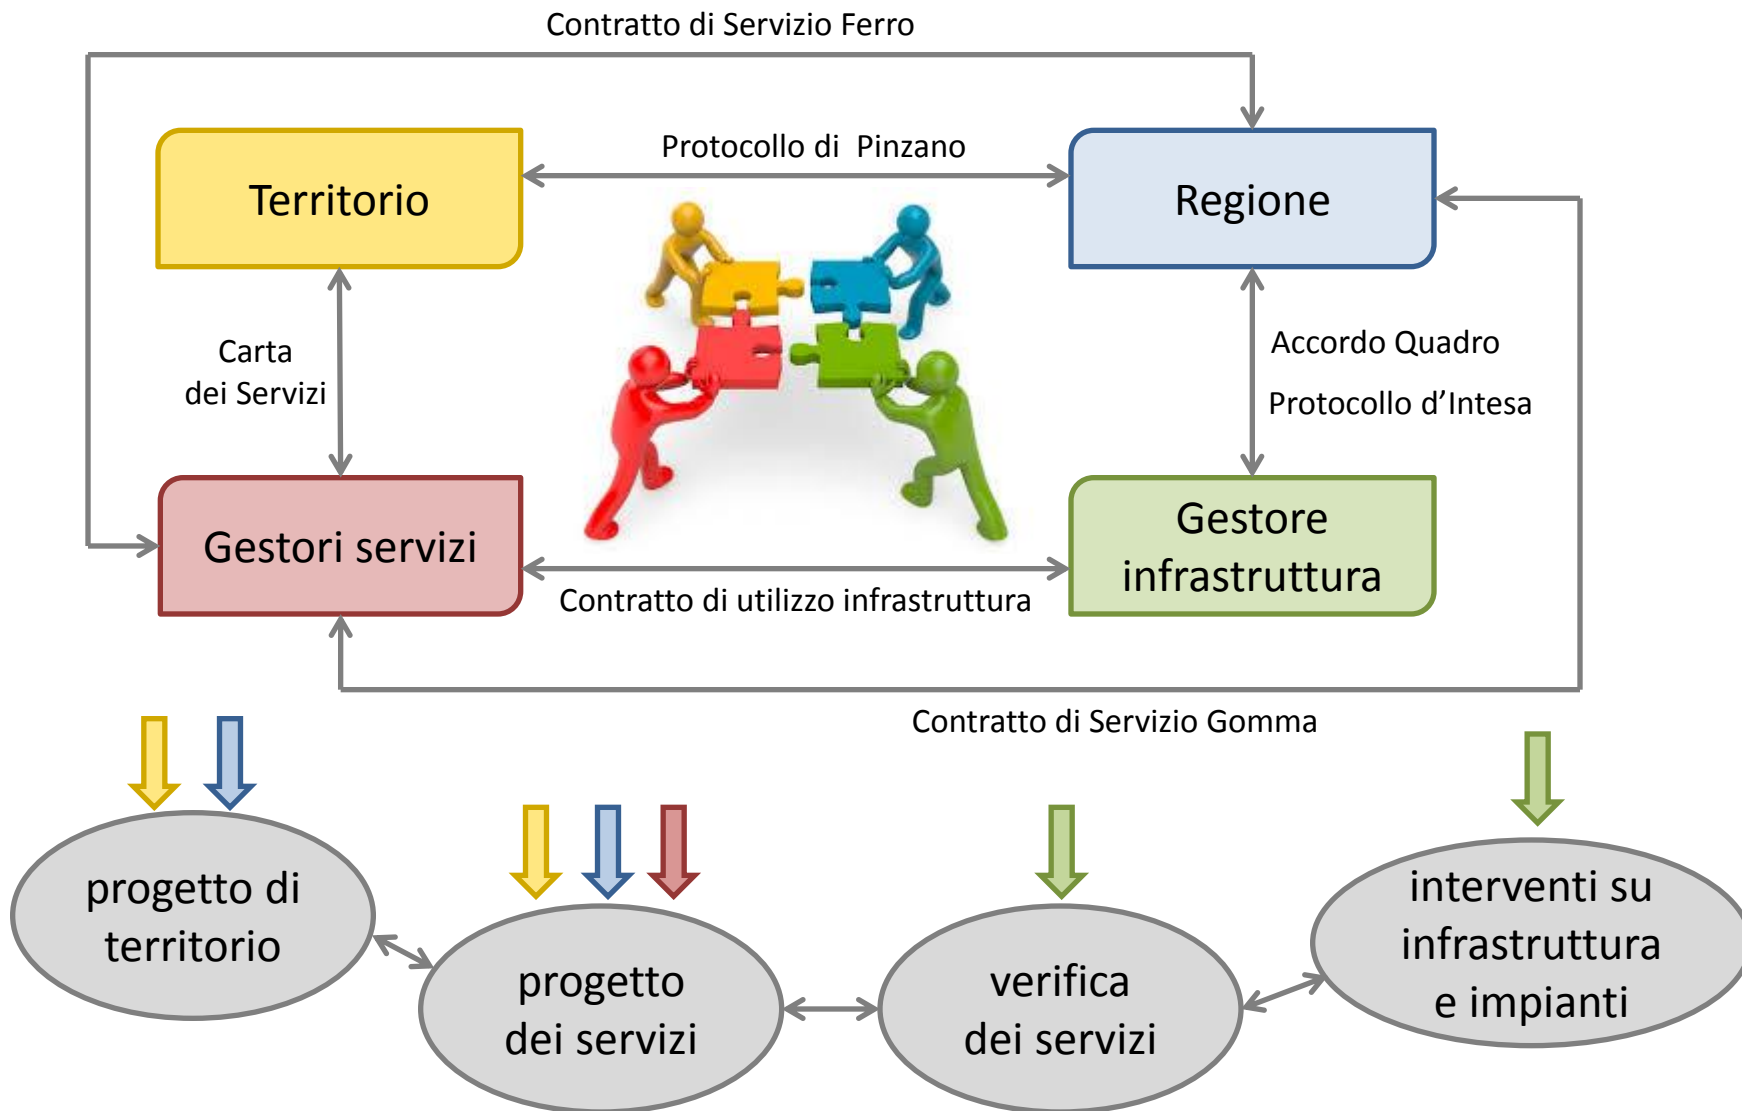 Contratto di Servizio Ferro
Protocollo di Pinzano
Territorio
Regione
Carta
dei Servizi
Accordo Quadro
Protocollo d’Intesa
Gestori servizi
Gestore
infrastruttura
Contratto di utilizzo infrastruttura
Contratto di Servizio Gomma
progetto di
territorio
progetto
dei servizi
verifica
dei servizi
interventi su
infrastruttura
e impianti